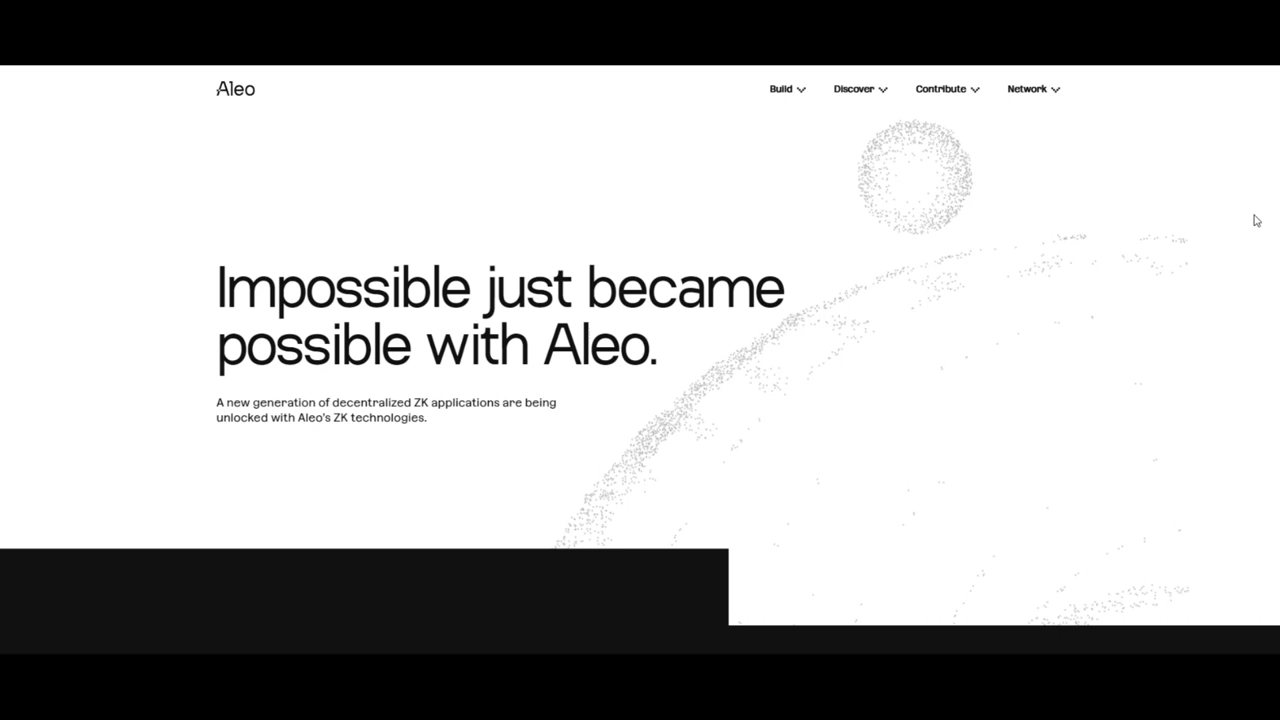 Aleo
Build
Discover
Contribute
Network
Impossible just became
possible with Aleo.
A new generation of decentralized ZK applications are being
unlocked with Aleo's ZK technologies.